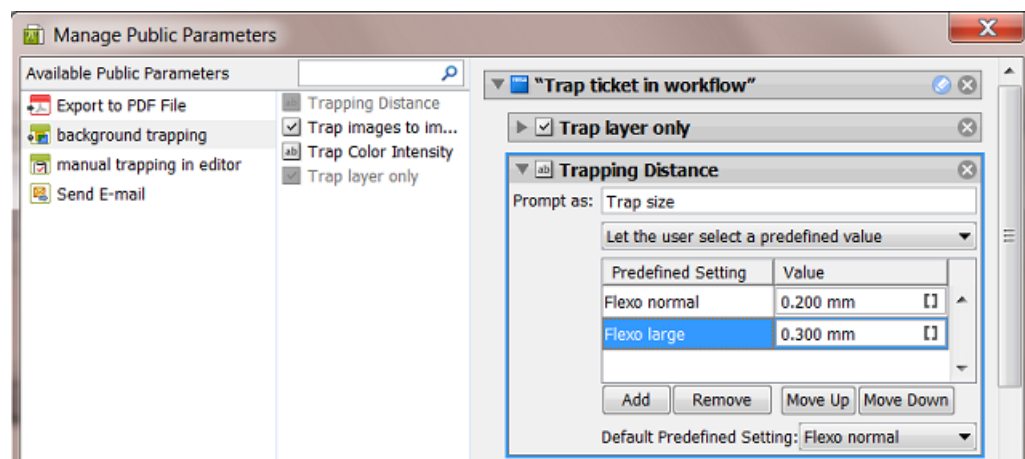 Manage Public Parameters
X
Available Public Parameters
Export to PDF File
background trapping
manual trapping in editor
Send E-mail
ab Trapping Distance
Trap images to im...
ab Trap Color Intensity
Trap layer only
"Trap ticket in workflow"
Trap layer only
ab Trapping Distance
Prompt as: Trap size
Let the user select a predefined value
Predefined Setting Value
Flexo normal 0.200 mm []
Flexo large 0.300 mm []
Add Remove Move Up Move Down
Default Predefined Setting: Flexo normal